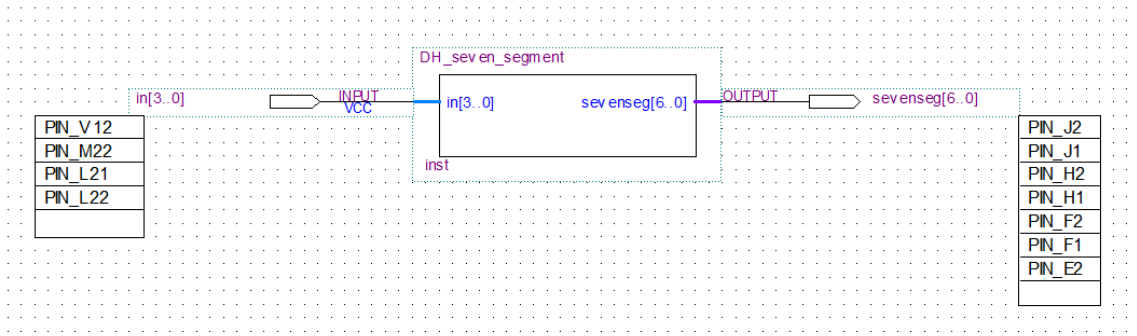 DH_seven_segment
in[3..0]
INPUT
VCC
in[3..0]
sevenseg[6..0]
OUTPUT
sevenseg[6..0]
inst
PIN_V12
PIN_M22
PIN_L21
PIN_L22
PIN_J2
PIN_J1
PIN_H2
PIN_H1
PIN_F2
PIN_F1
PIN_E2